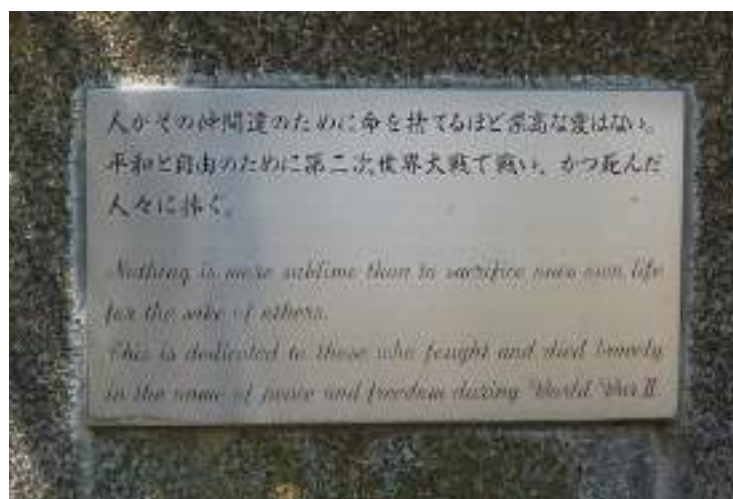 人がその仲間達のために命を捨てるほど崇高な愛はない。
平和と自由のために第二次世界大戦で戦い、かつ死んだ
人々に捧く。
Nothing is more sublime than to sacrifice ones own life
for the sake of others.
This is dedicated to those who fought and died bravely
in the name of peace and freedom during World War II.